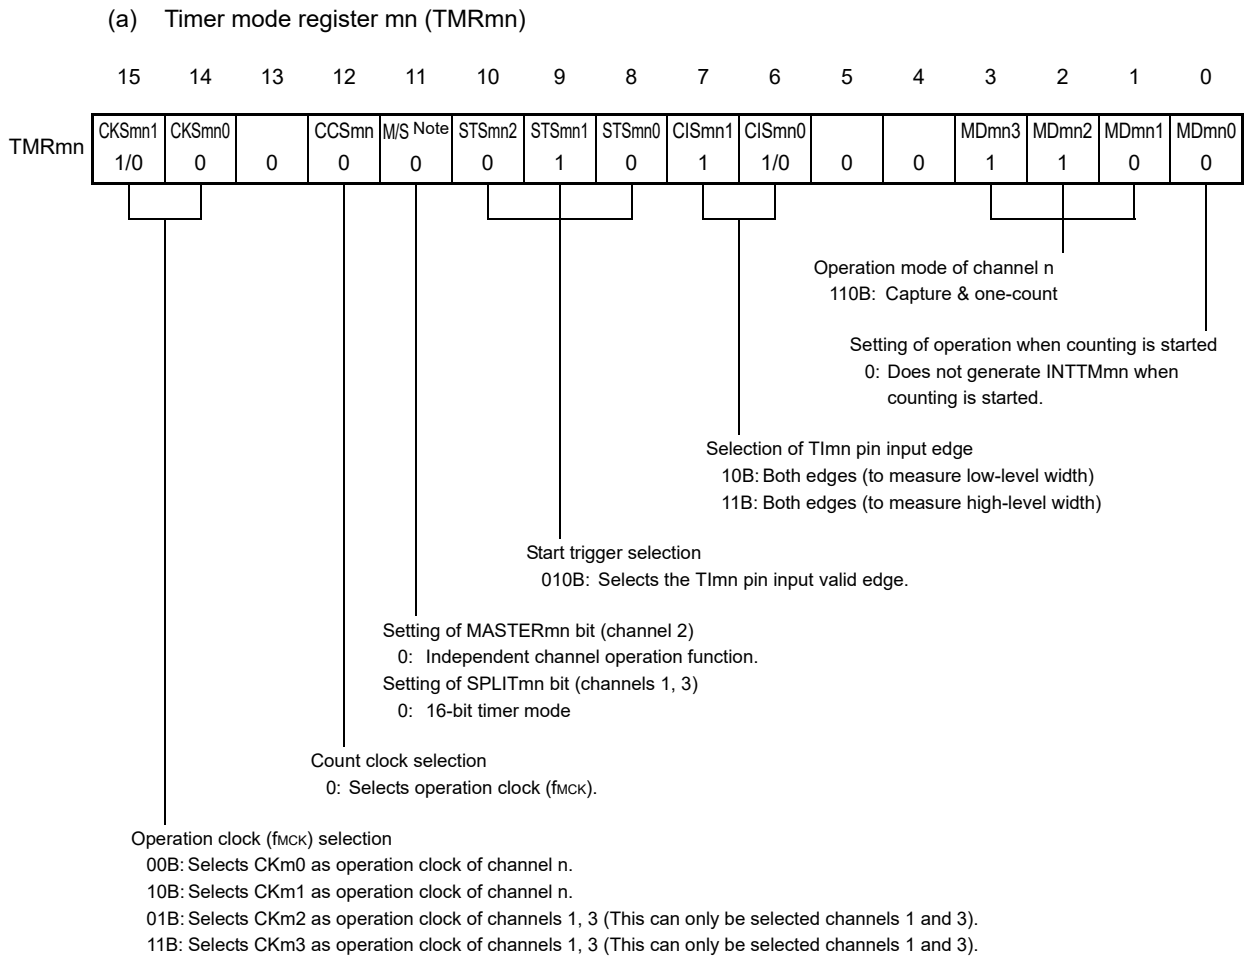 (a) Timer mode register mn (TMRmn)
15 14 13 12 11 10 9 8 7 6 5 4 3 2 1 0
CKSmn1 CKSmn0 CCSmn M/S Note STSmn2 STSmn1 STSmn0 CISmn1 CISmn0 MDmn3 MDmn2 MDmn1 MDmn0
TMRmn
1/0 0 0 0 0 0 1 0 1 1/0 0 0 1 1 0 0
Operation mode of channel n
110B: Capture & one-count
Setting of operation when counting is started
0: Does not generate INTTMmn when
counting is started.
Selection of TImn pin input edge
10B: Both edges (to measure low-level width)
11B: Both edges (to measure high-level width)
Start trigger selection
010B: Selects the TImn pin input valid edge.
Setting of MASTERmn bit (channel 2)
0: Independent channel operation function.
Setting of SPLITmn bit (channels 1, 3)
0: 16-bit timer mode
Count clock selection
0: Selects operation clock (fMCK).
Operation clock (fMCK) selection
00B: Selects CKm0 as operation clock of channel n.
10B: Selects CKm1 as operation clock of channel n.
01B: Selects CKm2 as operation clock of channels 1, 3 (This can only be selected channels 1 and 3).
11B: Selects CKm3 as operation clock of channels 1, 3 (This can only be selected channels 1 and 3).